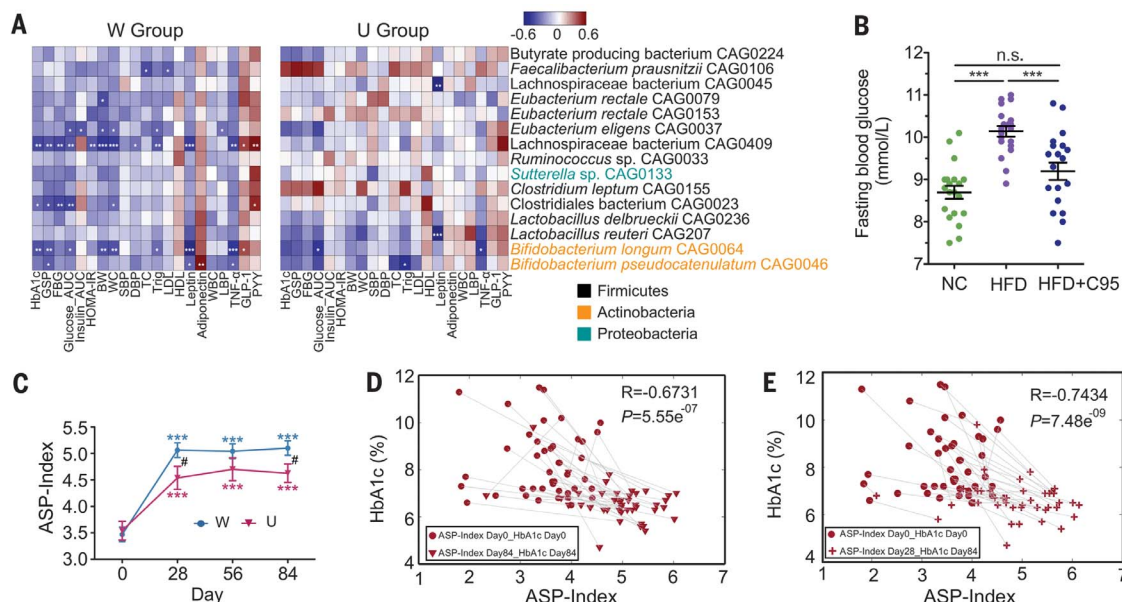 A
W Group
U Group
-0.6 0.6
Butyrate producing bacterium CAG0224
Faecalibacterium prausnitzii CAG0106
Lachnospiraceae bacterium CAG0045
Eubacterium rectale CAG0079
Eubacterium rectale CAG0153
Eubacterium eligens CAG0037
Lachnospiraceae bacterium CAG0409
Ruminococcus sp. CAG0033
Sutterella sp. CAG0133
Clostridium leptum CAG0155
Clostridiales bacterium CAG0023
Lactobacillus delbrueckii CAG0236
Lactobacillus reuteri CAG207
Bifidobacterium longum CAG0064
Bifidobacterium pseudocatenulatum CAG0046
HbA1c
GSP
FBG
Glucose_AUC
Insulin_AUC
HOMA-IR
BW
WC
SBP
DBP
TC
Trig
LDL
HDL
Leptin
Adiponectin
WBC
LBP
TNF-α
GLP-1
PYY
HbA1c
GSP
FBG
Glucose_AUC
Insulin_AUC
HOMA-IR
BW
WC
SBP
DBP
TC
Trig
LDL
HDL
Leptin
Adiponectin
WBC
LBP
TNF-α
GLP-1
PYY
Firmicutes
Actinobacteria
Proteobacteria
B
Fasting blood glucose
(mmol/L)
12
11
10
9
8
7
6
n.s.
*** ***
NC HFD HFD+C95
C
ASP-Index
5.5
5.0
4.5
4.0
3.5
3.0
*** *** ***
# #
*** *** ***
W U
0 28 56 84
Day
D
HbA1c (%)
12
10
8
6
4
R=-0.6731
P=5.55e-07
ASP-Index Day0_HbA1c Day0
ASP-Index Day84_HbA1c Day84
1 2 3 4 5 6 7
ASP-Index
E
HbA1c (%)
12
10
8
6
4
R=-0.7434
P=7.48e-09
ASP-Index Day0_HbA1c Day0
ASP-Index Day28_HbA1c Day84
1 2 3 4 5 6 7
ASP-Index